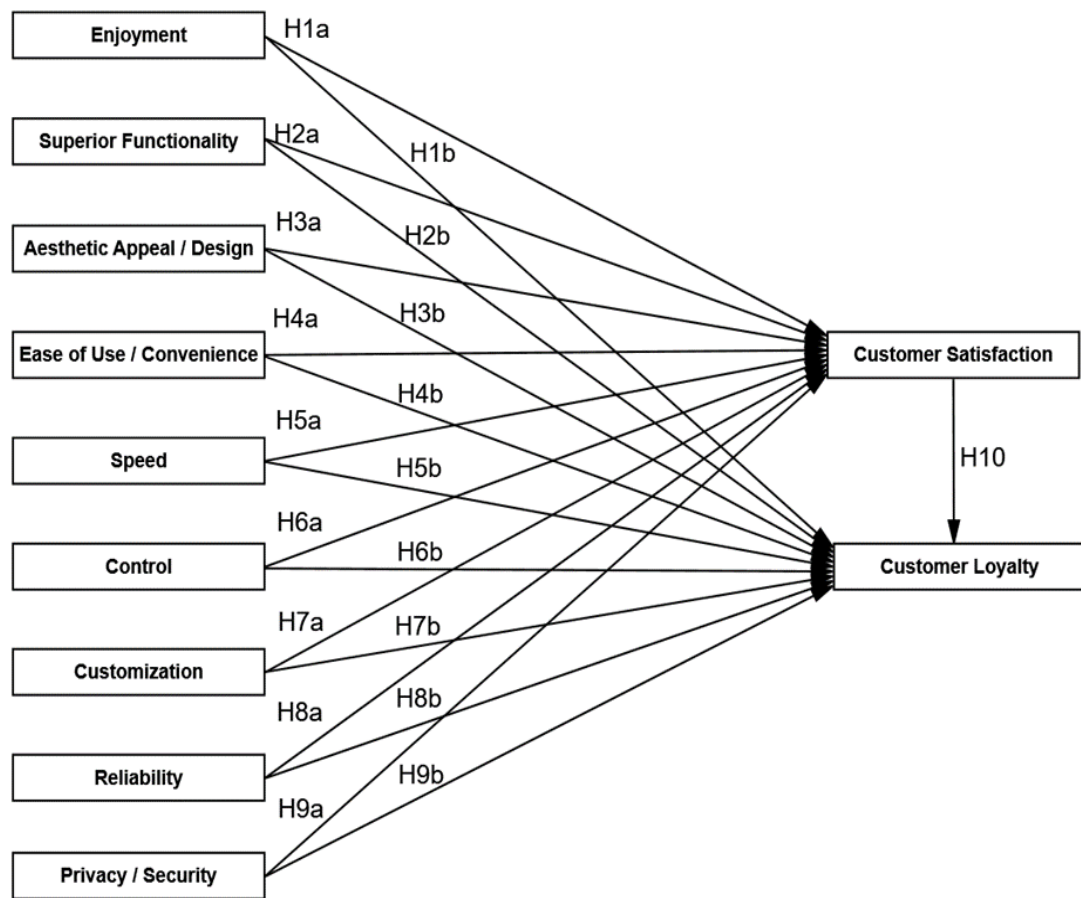 Enjoyment
H1a
Superior Functionality
H2a
H1b
Aesthetic Appeal / Design
H3a
H2b
Ease of Use / Convenience
H4a
H3b
Customer Satisfaction
Speed
H5a
H4b
H5b
H10
Control
H6a
H6b
Customer Loyalty
Customization
H7a
H7b
Reliability
H8a
H8b
Privacy / Security
H9a
H9b